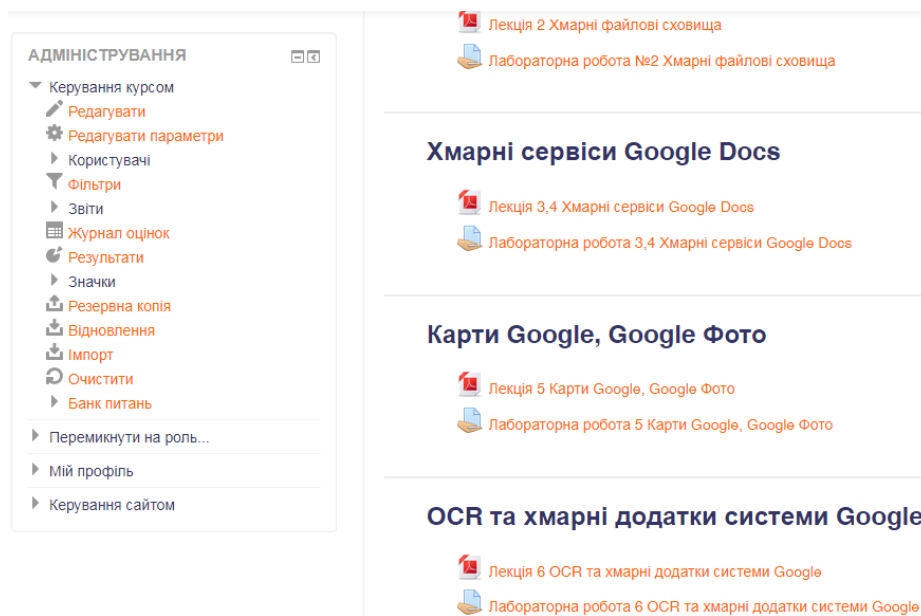 Лекція 2 Хмарні файлові сховища
Лабораторна робота №2 Хмарні файлові сховища
АДМІНІСТРУВАННЯ
Керування курсом
Редагувати
Редагувати параметри
Користувачі
Фільтри
Звіти
Журнал оцінок
Результати
Значки
Резервна копія
Відновлення
Імпорт
Очистити
Банк питань
Перемикнути на роль...
Мій профіль
Керування сайтом
Хмарні сервіси Google Docs
Лекція 3,4 Хмарні сервіси Google Docs
Лабораторна робота 3,4 Хмарні сервіси Google Docs
Карти Google, Google Фото
Лекція 5 Карти Google, Google Фото
Лабораторна робота 5 Карти Google, Google Фото
OCR та хмарні додатки системи Google
Лекція 6 OCR та хмарні додатки системи Google
Лабораторна робота 6 OCR та хмарні додатки системи Google